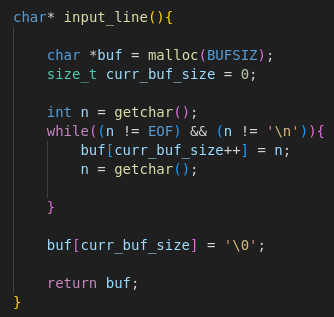 char* input_line(){
    char *buf = malloc(BUFSIZ);
    size_t curr_buf_size = 0;
    int n = getchar();
    while((n != EOF) && (n != '\n')){
        buf[curr_buf_size++] = n;
        n = getchar();
    }
    buf[curr_buf_size] = '\0';
    return buf;
}